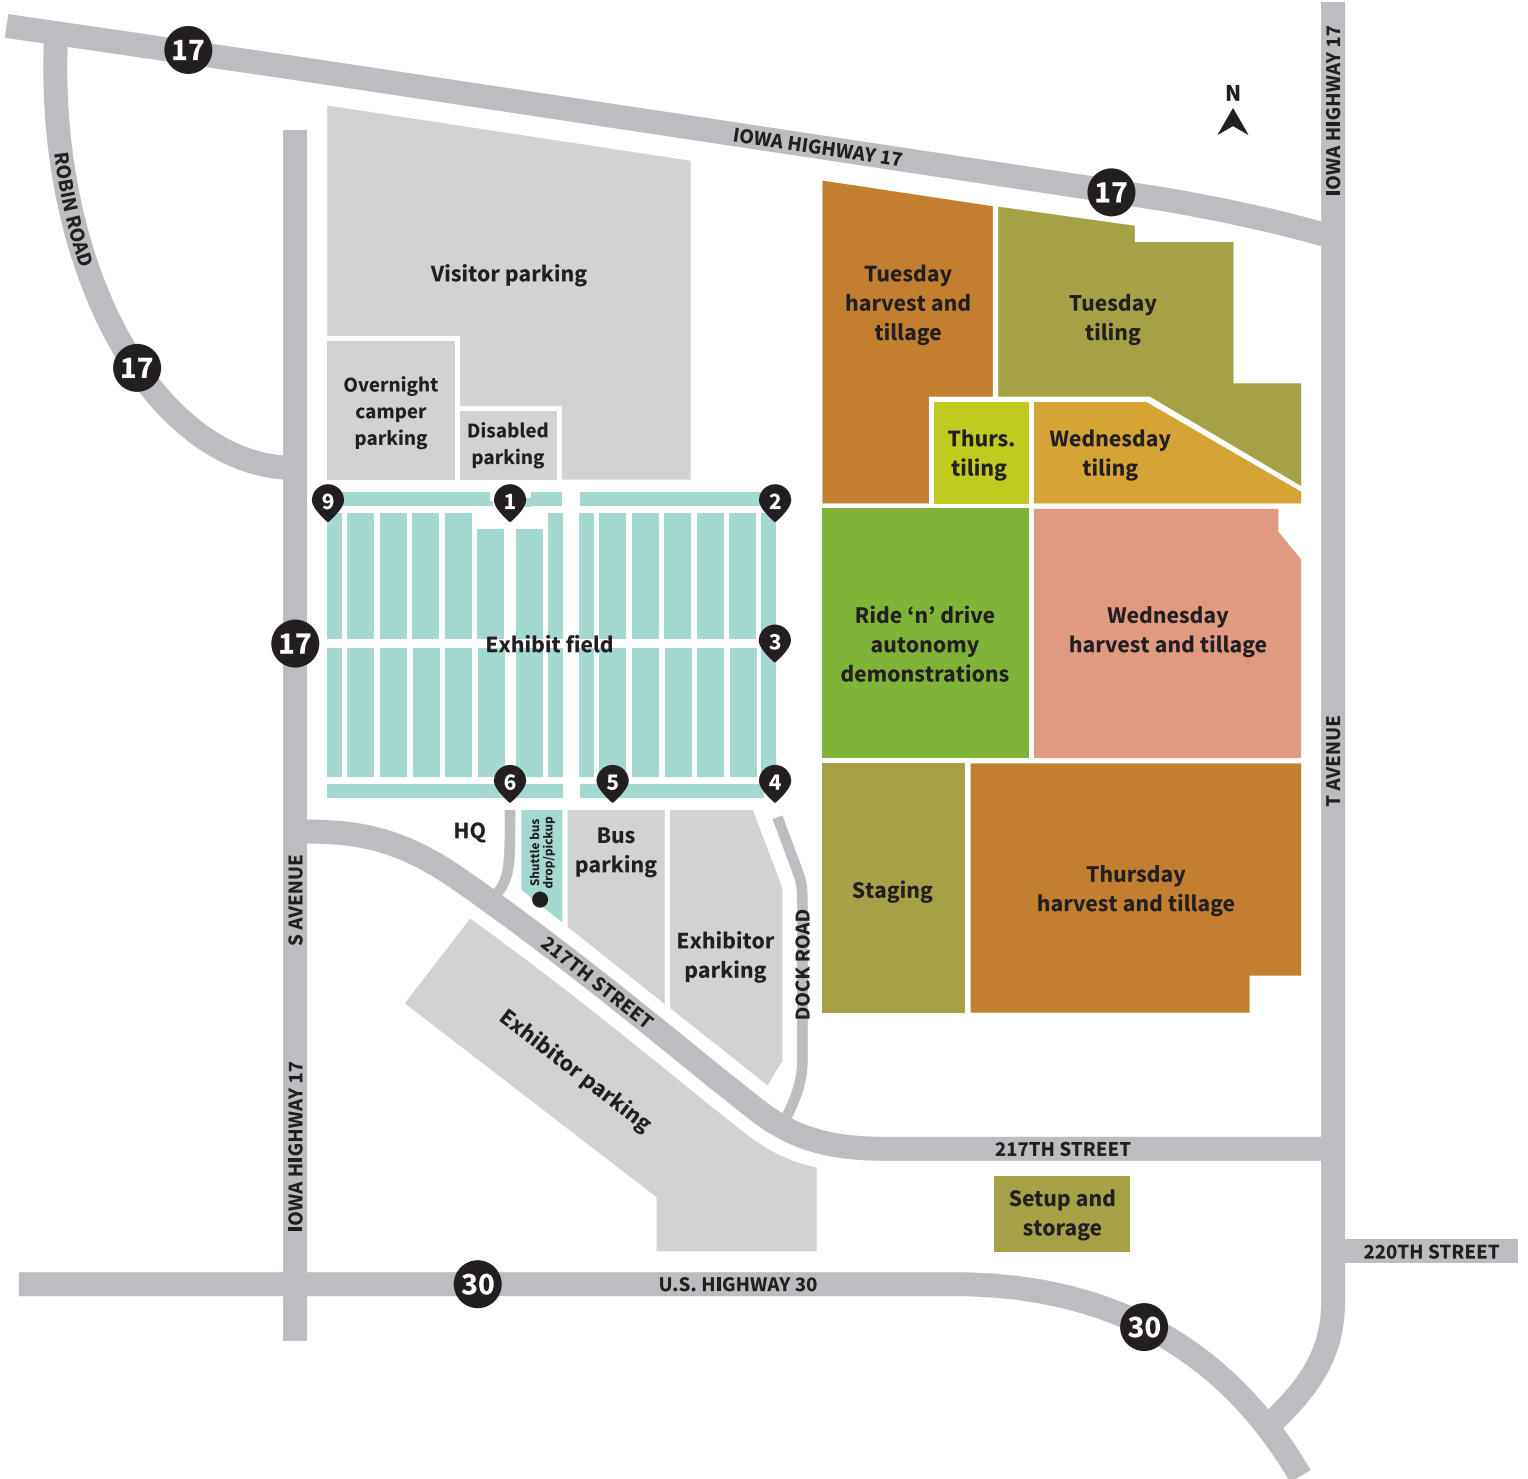 17
IOWA HIGHWAY 17
N
IOWA HIGHWAY 17
17
ROBIN ROAD
17
Visitor parking
Overnight
camper
parking
Disabled
parking
Tuesday
harvest and
tillage
Tuesday
tiling
Thurs.
tiling
Wednesday
tiling
9
1
2
17
Exhibit field
3
Ride ‘n’ drive
autonomy
demonstrations
Wednesday
harvest and tillage
6
5
4
T AVENUE
HQ
Shuttle bus
drop/pickup
Bus
parking
S AVENUE
Exhibitor
parking
DOCK ROAD
Staging
Thursday
harvest and tillage
217TH STREET
Exhibitor parking
IOWA HIGHWAY 17
217TH STREET
Setup and
storage
220TH STREET
30
U.S. HIGHWAY 30
30